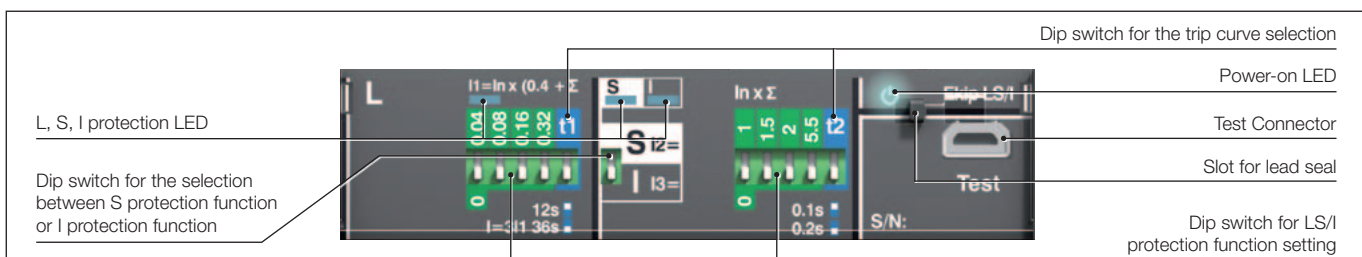 Dip switch for the trip curve selection
Power-on LED
L, S, I protection LED
Test Connector
Slot for lead seal
Dip switch for the selection
between S protection function
or I protection function
Dip switch for LS/I
protection function setting
L
I1=In x (0.4 + Σ
0.04
0.08
0.16
0.32
t1
0
12s
I=3I1 36s
S
I
S I2=
I I3=
In x Σ
1
1.5
2
5.5
t2
0
0.1s
0.2s
Ekip LS/I
Test
S/N: